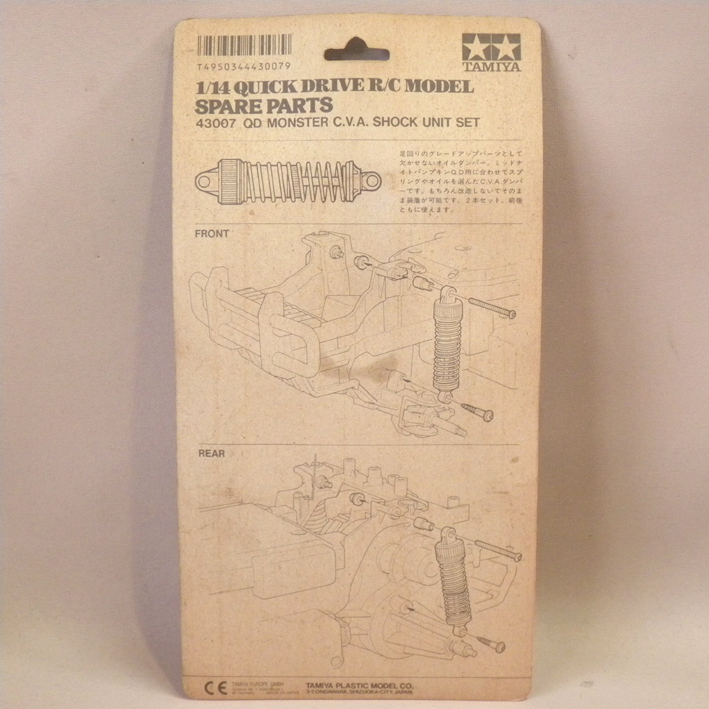 T4950344430079
TAMIYA
1/14 QUICK DRIVE R/C MODEL
SPARE PARTS
43007 QD MONSTER C.V.A. SHOCK UNIT SET
足回りのグレードアップパーツとして
欠かせないオイルダンパー。ミッドナ
イトパンプキンQD用に合わせてスプ
リングやオイルを選んだC.V.A.ダンパ
ーです。もちろん改造しないでそのま
ま装着が可能です。2本セット。前後
ともに使えます。
FRONT
REAR
CE
TAMIYA PLASTIC MODEL CO.
3-7, ONDAWARA, SHIZUOKA-CITY, JAPAN